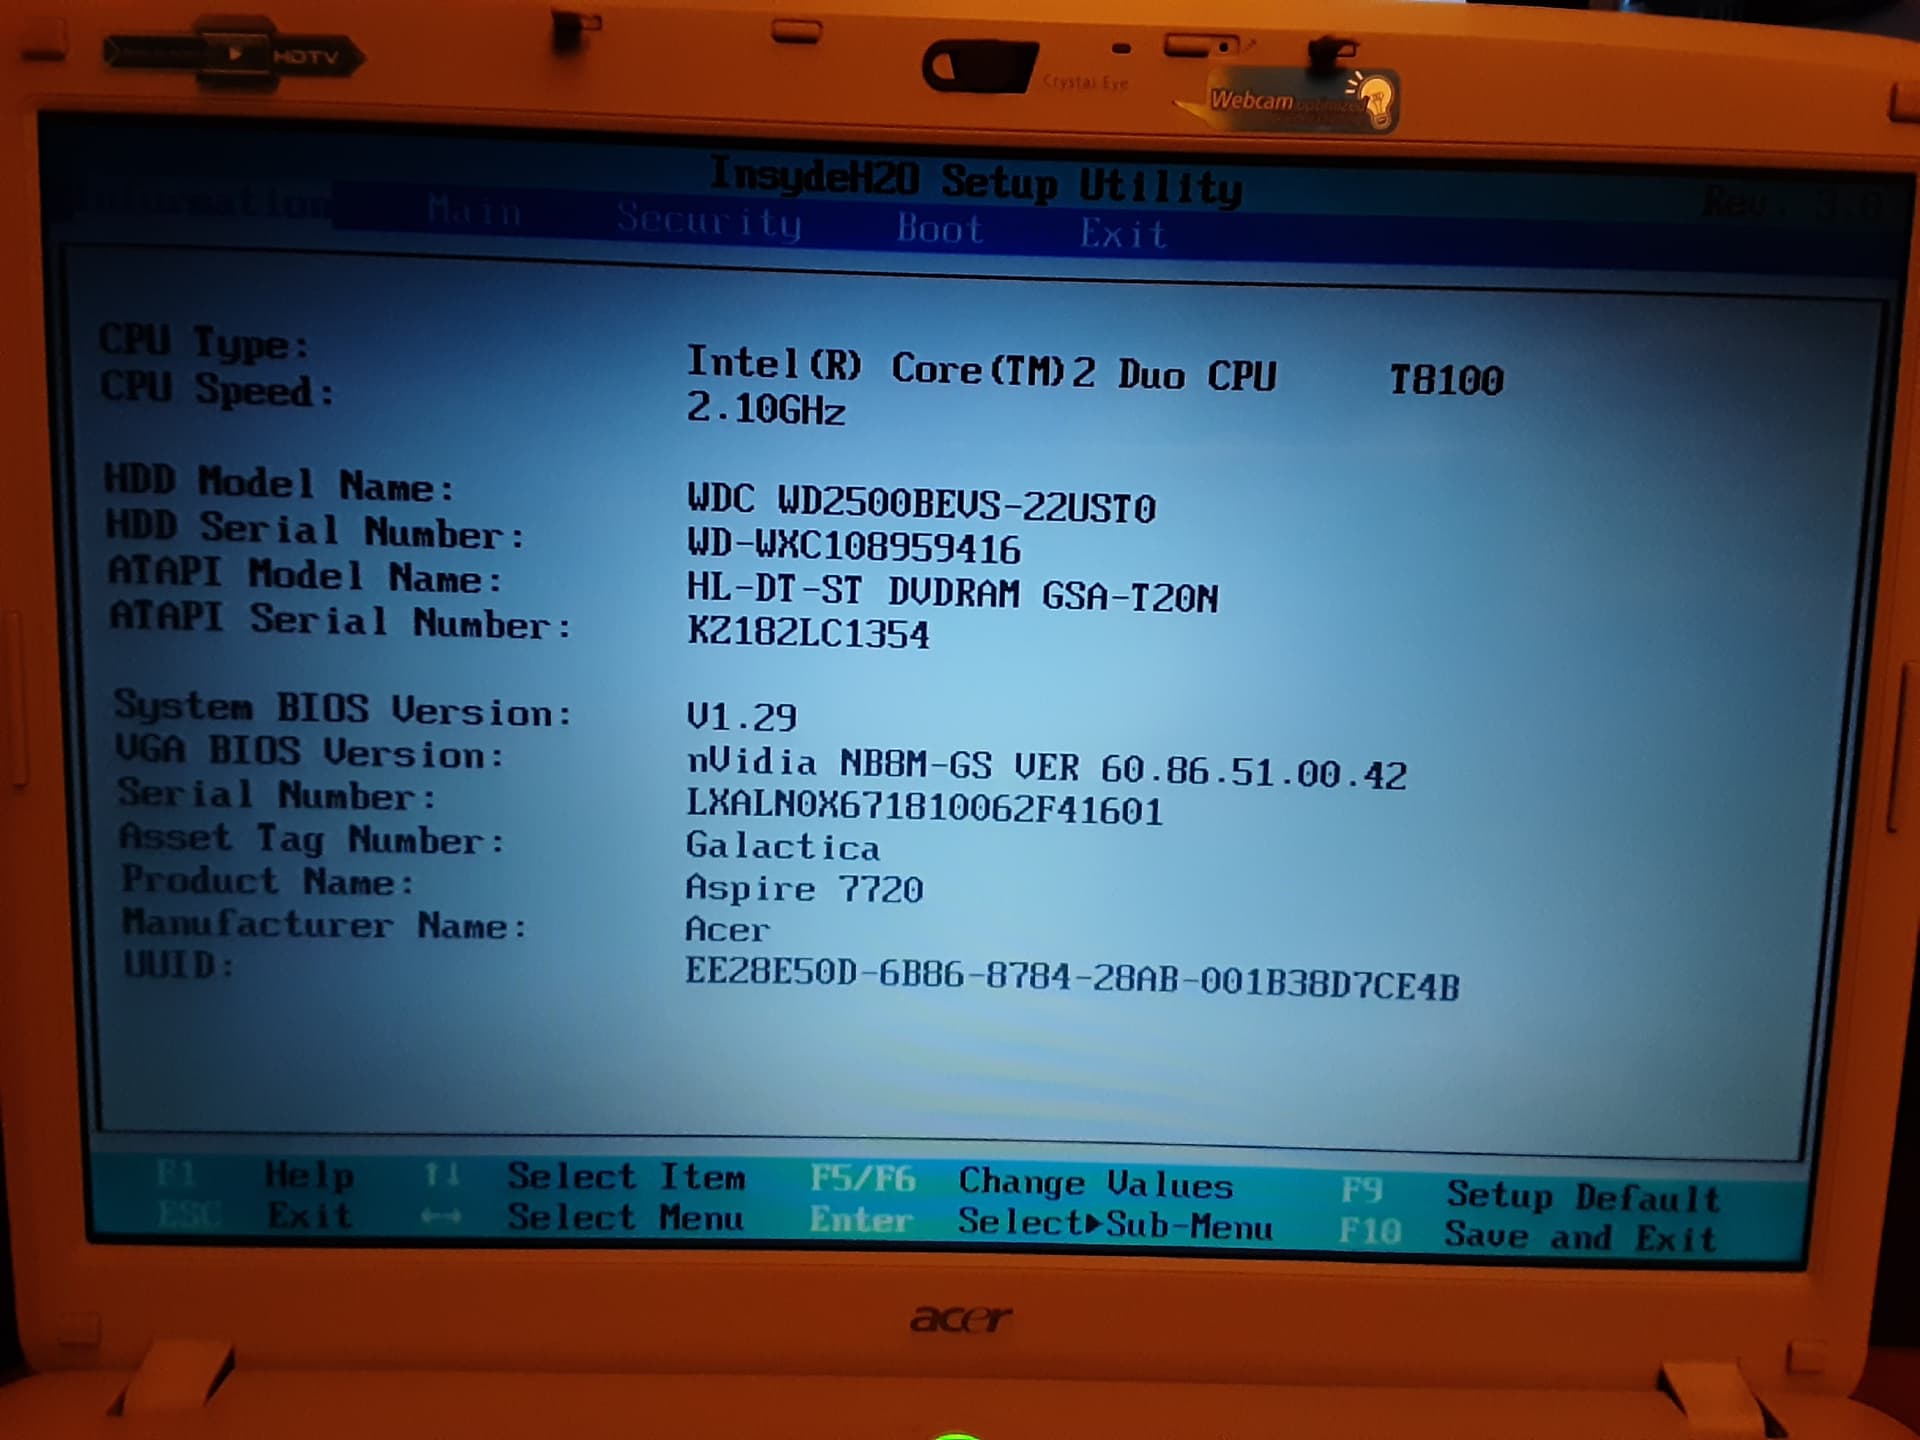 HDTV
Crystal Eye
Webcam optimized
InsydeH2O Setup Utility Rev. 3.0
Information Main Security Boot Exit
CPU Type: Intel(R) Core(TM)2 Duo CPU T8100
CPU Speed: 2.10GHz
HDD Model Name: WDC WD2500BEVS-22UST0
HDD Serial Number: WD-WXC108959416
ATAPI Model Name: HL-DT-ST DVDRAM GSA-T20N
ATAPI Serial Number: KZ182LC1354
System BIOS Version: V1.29
VGA BIOS Version: nVidia NB8M-GS VER 60.86.51.00.42
Serial Number: LXALN0X671810062F41601
Asset Tag Number: Galactica
Product Name: Aspire 7720
Manufacturer Name: Acer
UUID: EE28E50D-6B86-8784-28AB-001B38D7CE4B
F1 Help ↑↓ Select Item F5/F6 Change Values F9 Setup Default
ESC Exit ←→ Select Menu Enter Select▶Sub-Menu F10 Save and Exit
acer